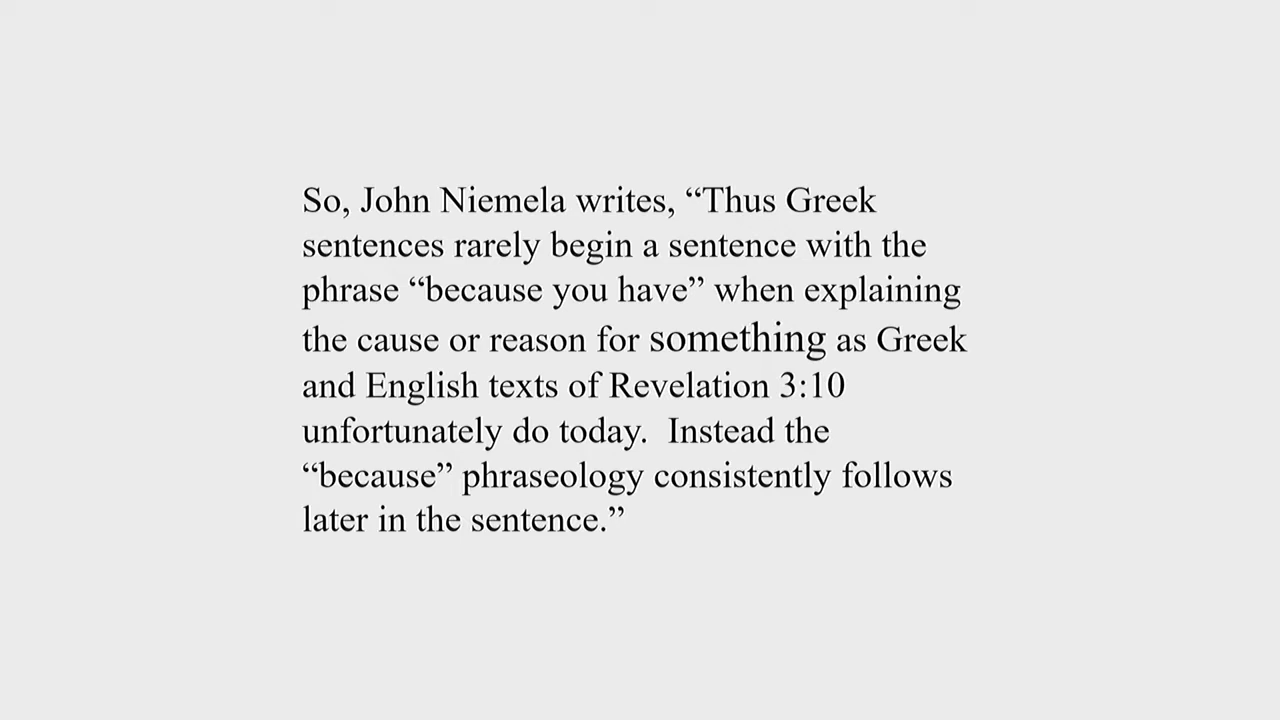 So, John Niemela writes, “Thus Greek
sentences rarely begin a sentence with the
phrase “because you have” when explaining
the cause or reason for something as Greek
and English texts of Revelation 3:10
unfortunately do today.  Instead the
“because” phraseology consistently follows
later in the sentence.”